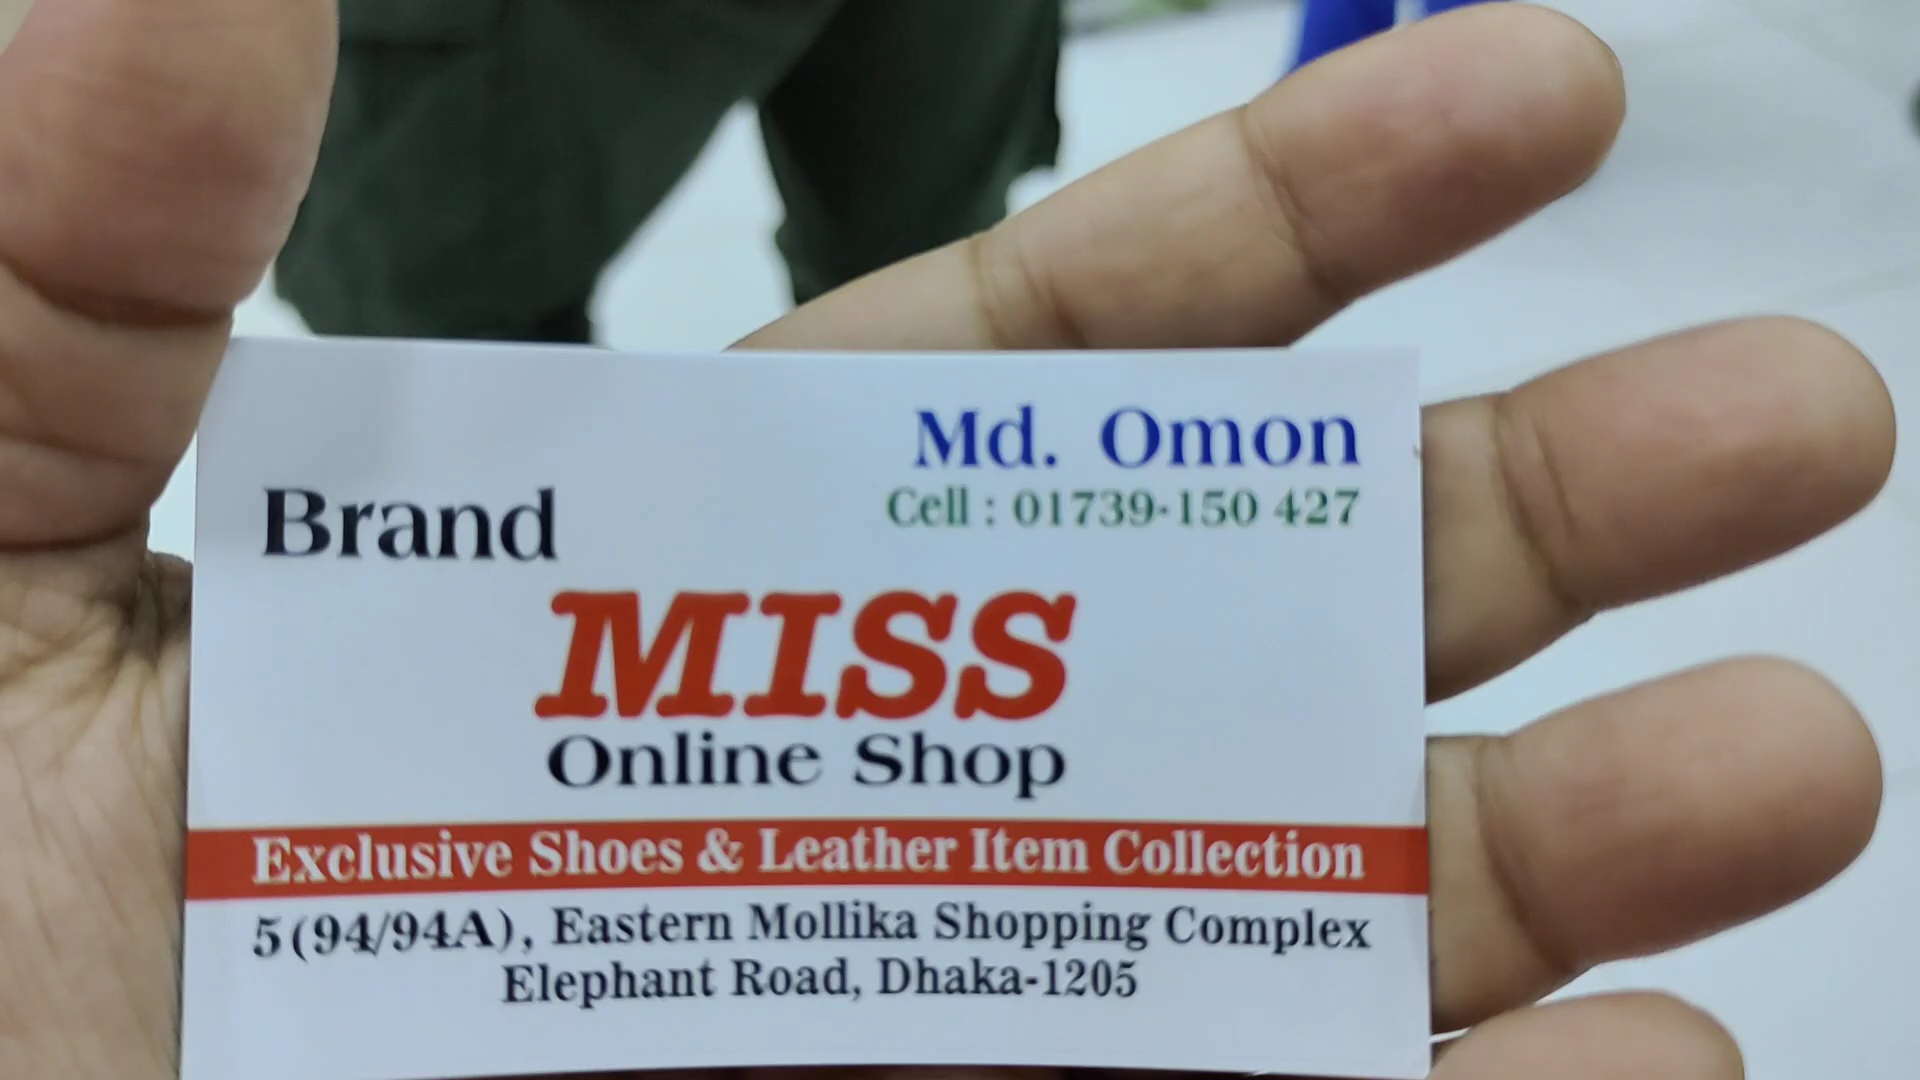 Md. Omon
Cell : 01739-150 427
Brand
MISS
Online Shop
Exclusive Shoes & Leather Item Collection
5(94/94A), Eastern Mollika Shopping Complex
Elephant Road, Dhaka-1205